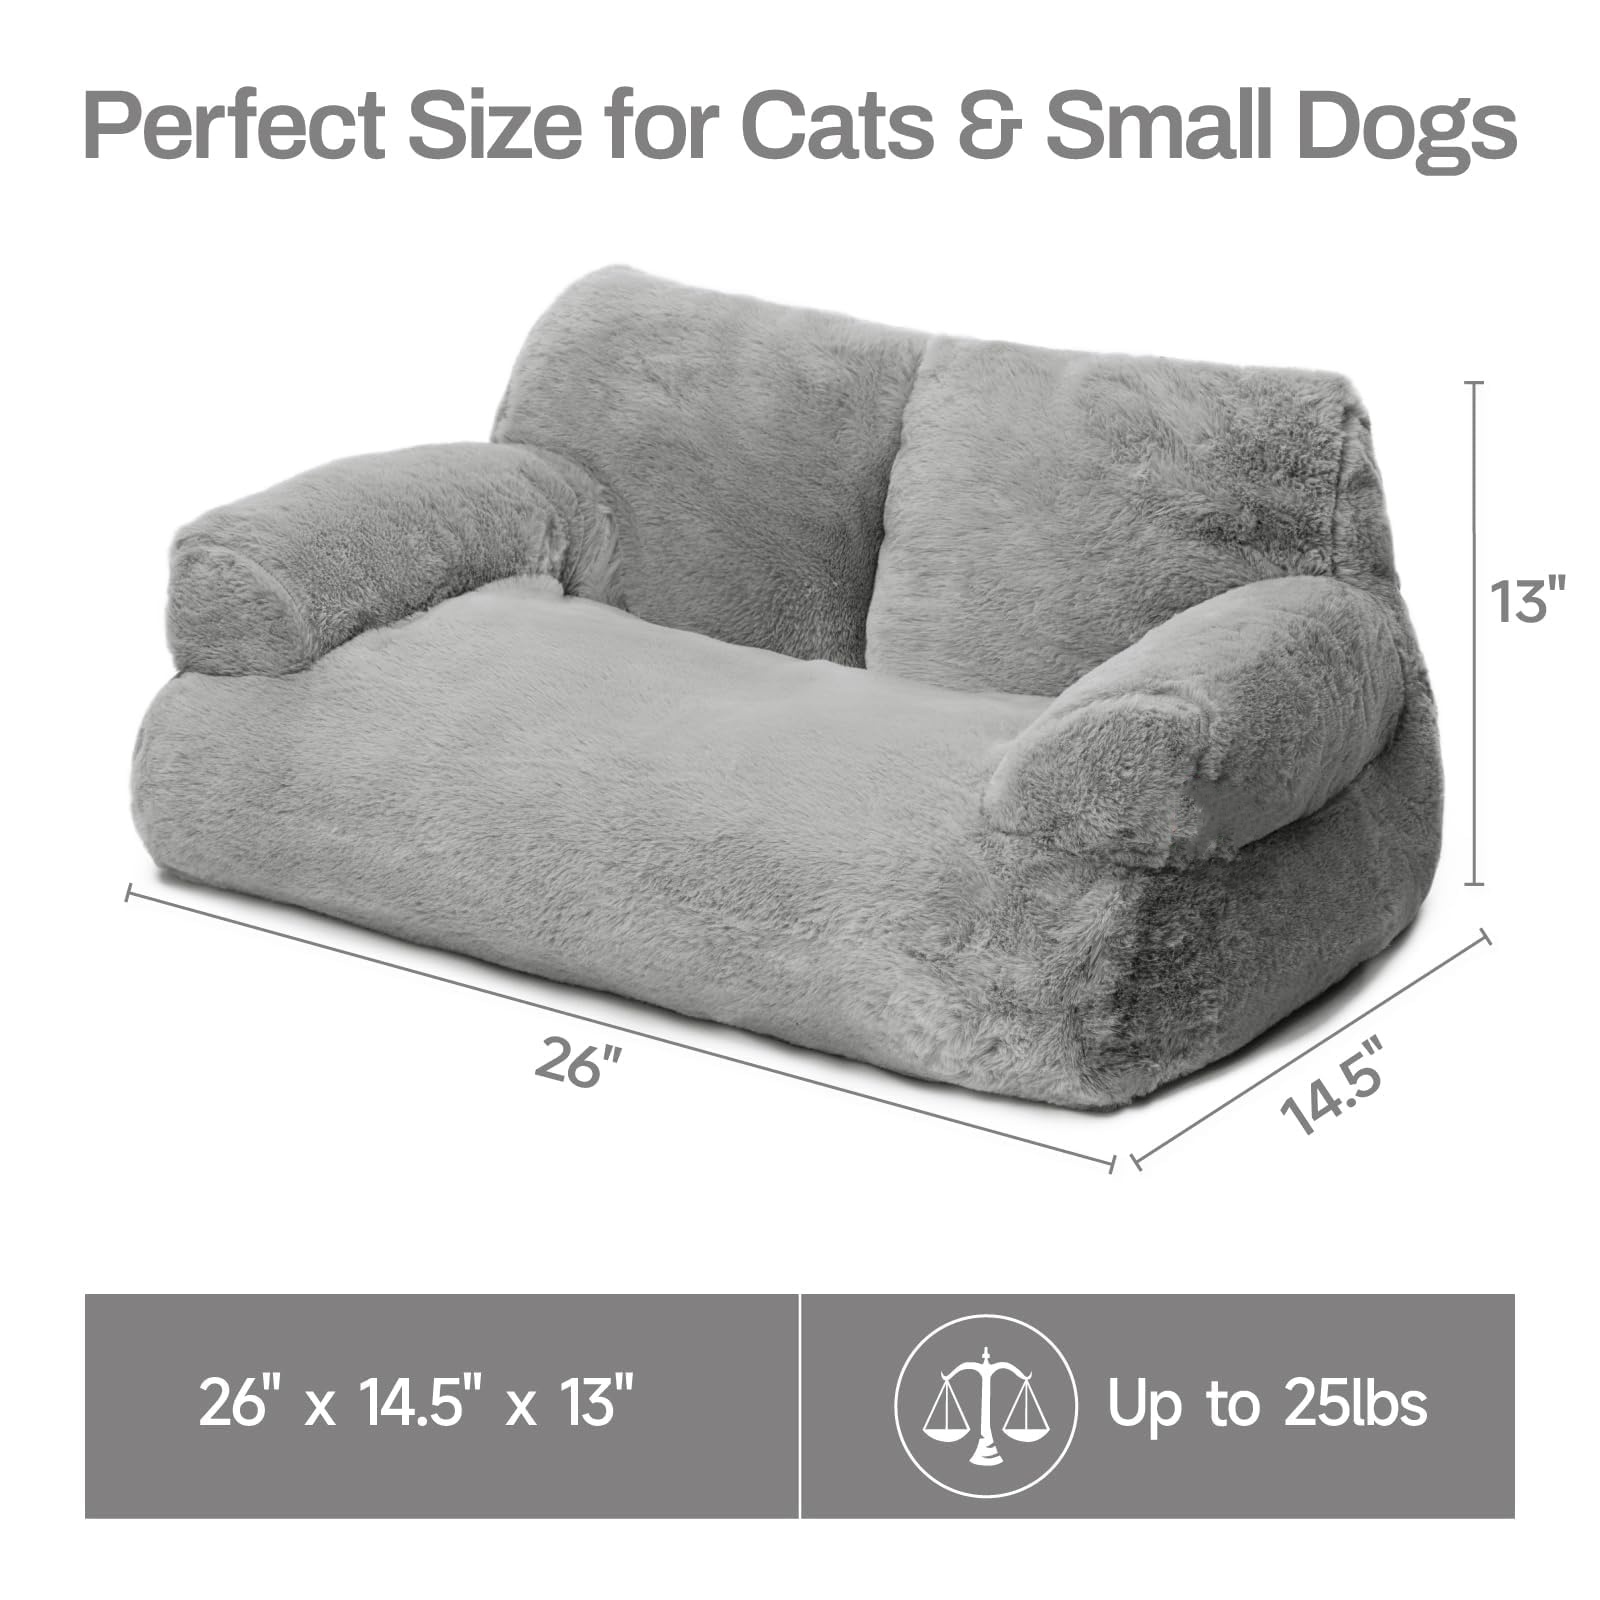 Perfect Size for Cats & Small Dogs
13"
26"
14.5"
26" x 14.5" x 13"
Up to 25lbs